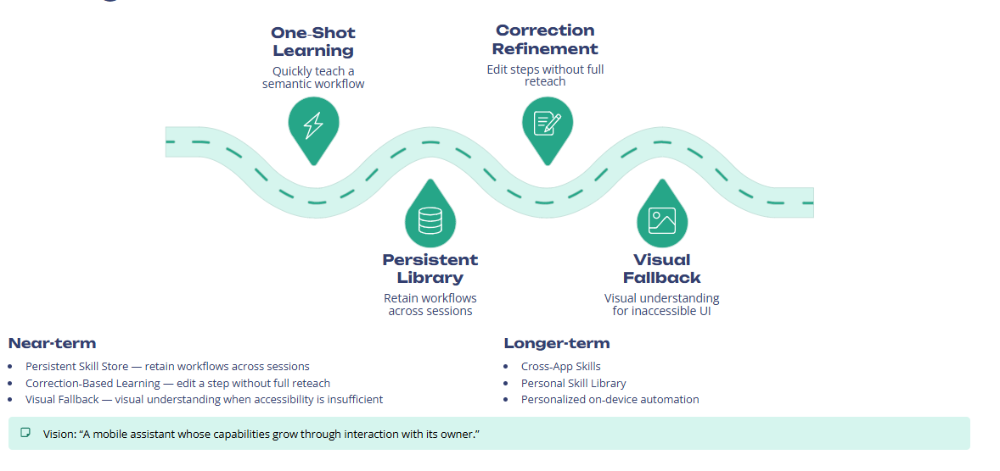 One-Shot
Learning
Quickly teach a
semantic workflow
Correction
Refinement
Edit steps without full
reteach
Persistent
Library
Retain workflows
across sessions
Visual
Fallback
Visual understanding
for inaccessible UI
Near-term
• Persistent Skill Store — retain workflows across sessions
• Correction-Based Learning — edit a step without full reteach
• Visual Fallback — visual understanding when accessibility is insufficient
Longer-term
• Cross-App Skills
• Personal Skill Library
• Personalized on-device automation
Vision: “A mobile assistant whose capabilities grow through interaction with its owner.”